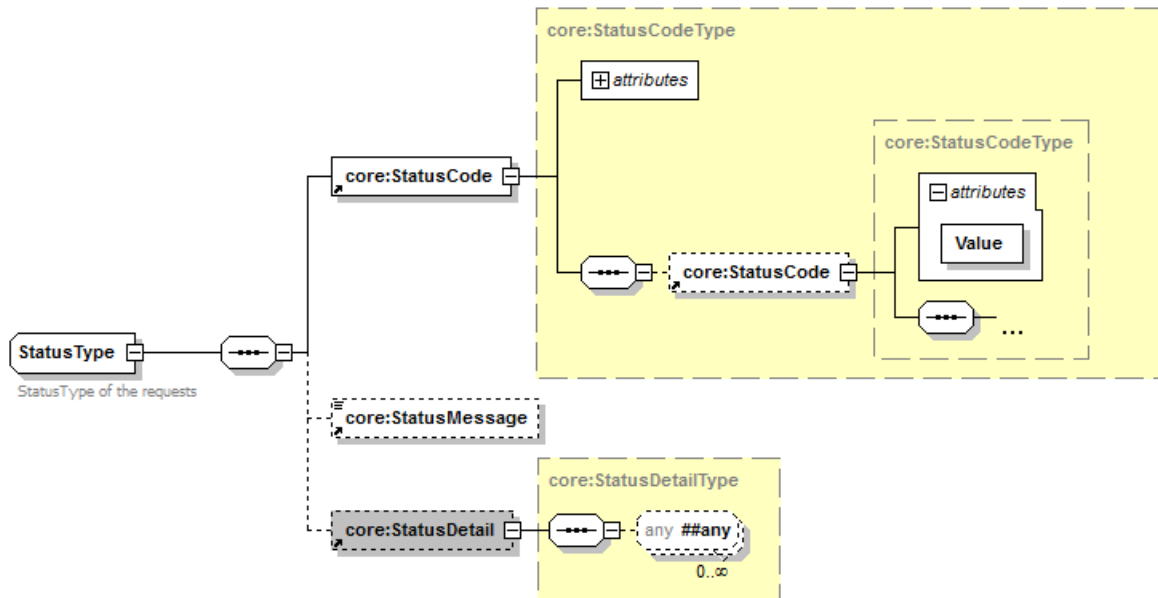 core:StatusCodeType
attributes
core:StatusCodeType
core:StatusCode
attributes
Value
core:StatusCode
...
StatusType
StatusType of the requests
core:StatusMessage
core:StatusDetailType
core:StatusDetail
any ##any
0..∞